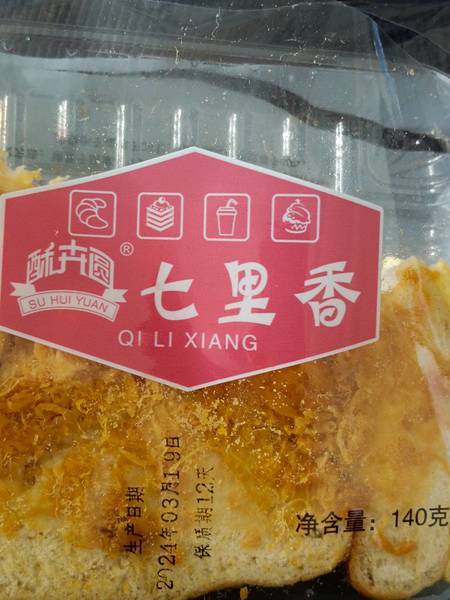 酥卉圆®
SU HUI YUAN
七里香
QI LI XIANG
生产日期
2024年03月19日
保质期12天
净含量：140克